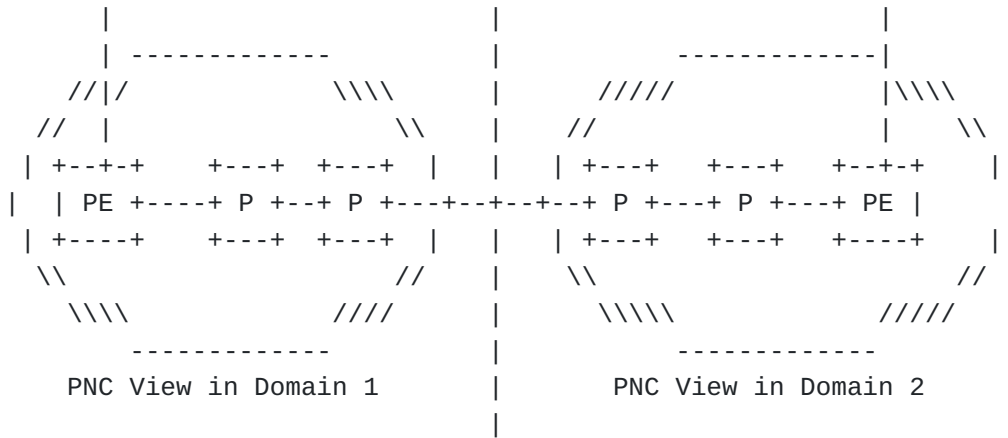 |                        |                        |
      | -------------          |           -------------|
    //|/             \\\\      |      /////             |\\\\
  //  |                  \\    |    //                  |    \\
 | +--+-+    +---+  +---+  |   |   | +---+   +---+   +--+-+    |
|  | PE +----+ P +--+ P +---+--+--+--+ P +---+ P +---+ PE |
 | +----+    +---+  +---+  |   |   | +---+   +---+   +----+    |
  \\                     //    |    \\                       //
    \\\\             ////      |      \\\\\             /////
        -------------          |           -------------
    PNC View in Domain 1       |       PNC View in Domain 2
                               |